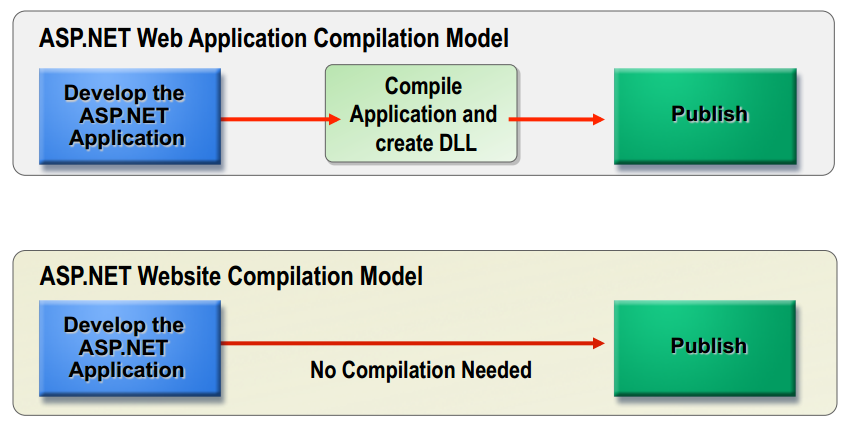 ASP.NET Web Application Compilation Model
Develop the
ASP.NET
Application
Compile
Application and
create DLL
Publish
ASP.NET Website Compilation Model
Develop the
ASP.NET
Application
No Compilation Needed
Publish